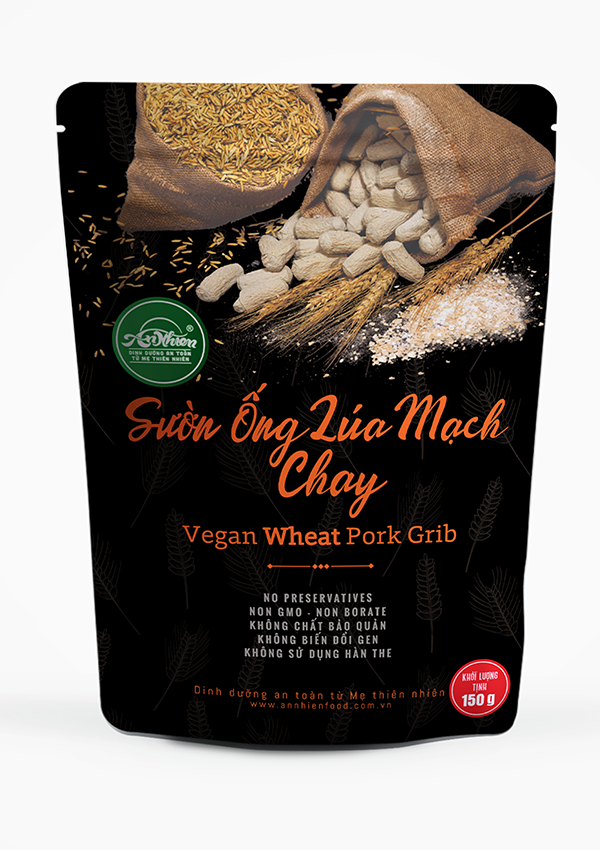 An Nhiên ®
DINH DƯỠNG AN TOÀN
TỪ MẸ THIÊN NHIÊN
Sườn Ống Lúa Mạch
Chay
Vegan Wheat Pork Grib
NO PRESERVATIVES
NON GMO - NON BORATE
KHÔNG CHẤT BẢO QUẢN
KHÔNG BIẾN ĐỔI GEN
KHÔNG SỬ DỤNG HÀN THE
Dinh dưỡng an toàn từ Mẹ thiên nhiên
www.annhienfood.com.vn
KHỐI LƯỢNG
TỊNH
150 g